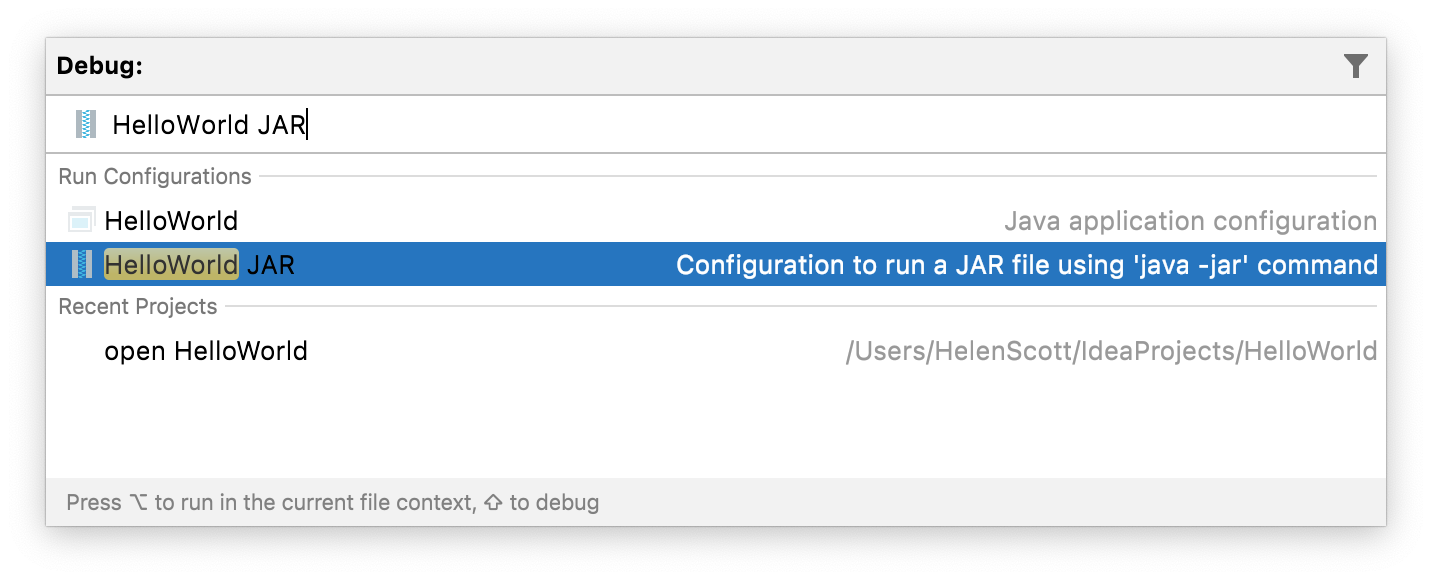 Debug:
HelloWorld JAR
Run Configurations
HelloWorld Java application configuration
HelloWorld JAR Configuration to run a JAR file using 'java -jar' command
Recent Projects
open HelloWorld /Users/HelenScott/IdeaProjects/HelloWorld
Press ⌥ to run in the current file context, ⇧ to debug